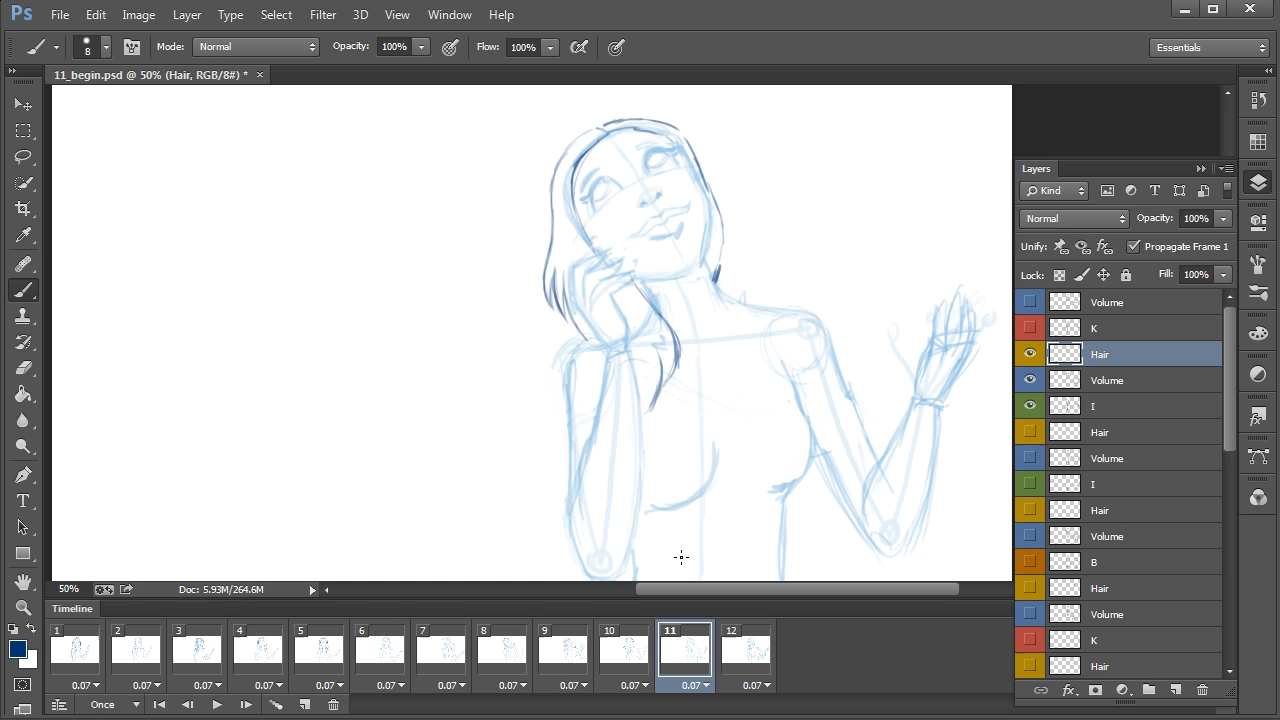 Ps File Edit Image Layer Type Select Filter 3D View Window Help
8 Mode: Normal Opacity: 100% Flow: 100% Essentials
11_begin.psd @ 50% (Hair, RGB/8#) * ×
Layers
Kind T
Normal Opacity: 100%
Unify: Propagate Frame 1
Lock: Fill: 100%
Volume
K
Hair
Volume
I
Hair
Volume
I
Hair
Volume
B
Hair
Volume
K
Hair
fx
50% Doc: 5.93M/264.6M
Timeline
1 2 3 4 5 6 7 8 9 10 11 12
0.07 0.07 0.07 0.07 0.07 0.07 0.07 0.07 0.07 0.07 0.07 0.07
Once